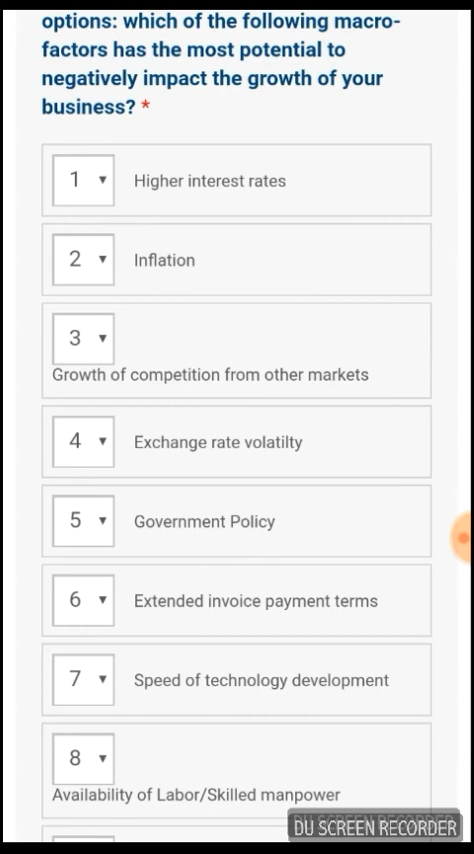 options: which of the following macro-
factors has the most potential to
negatively impact the growth of your
business? *
1 ▼ Higher interest rates
2 ▼ Inflation
3 ▼
Growth of competition from other markets
4 ▼ Exchange rate volatilty
5 ▼ Government Policy
6 ▼ Extended invoice payment terms
7 ▼ Speed of technology development
8 ▼
Availability of Labor/Skilled manpower
DU SCREEN RECORDER